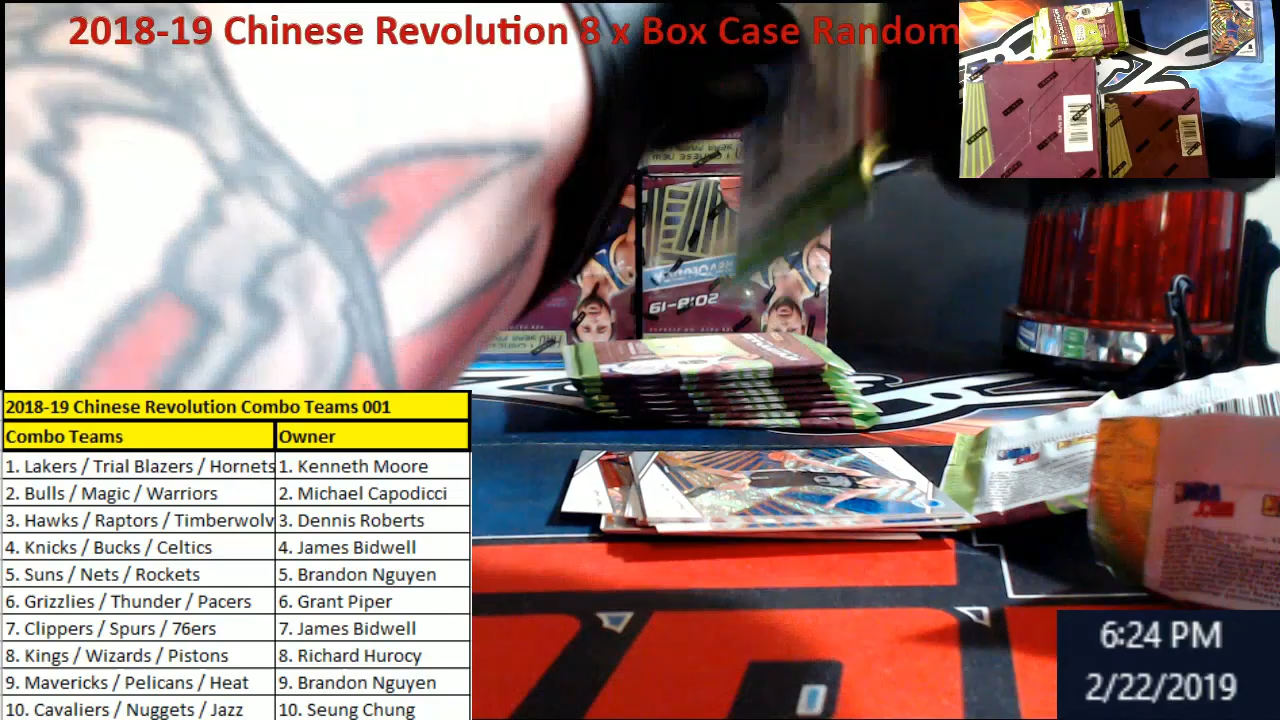 2018-19 Chinese Revolution 8 x Box Case Random
2018-19
2018-19 Chinese Revolution Combo Teams 001
Combo Teams Owner
1. Lakers / Trial Blazers / Hornets 1. Kenneth Moore
2. Bulls / Magic / Warriors 2. Michael Capodicci
3. Hawks / Raptors / Timberwolv 3. Dennis Roberts
4. Knicks / Bucks / Celtics 4. James Bidwell
5. Suns / Nets / Rockets 5. Brandon Nguyen
6. Grizzlies / Thunder / Pacers 6. Grant Piper
7. Clippers / Spurs / 76ers 7. James Bidwell
8. Kings / Wizards / Pistons 8. Richard Hurocy
9. Mavericks / Pelicans / Heat 9. Brandon Nguyen
10. Cavaliers / Nuggets / Jazz 10. Seung Chung
6:24 PM
2/22/2019